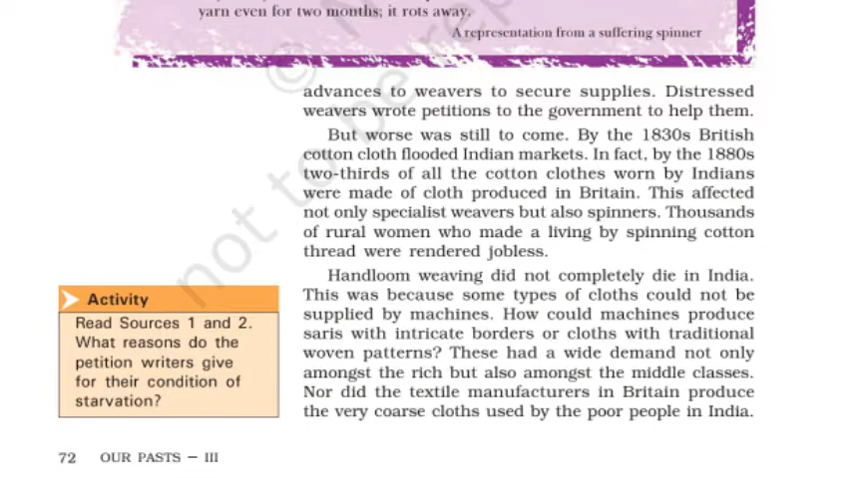 yarn even for two months; it rots away.
A representation from a suffering spinner
advances to weavers to secure supplies. Distressed
weavers wrote petitions to the government to help them.
But worse was still to come. By the 1830s British
cotton cloth flooded Indian markets. In fact, by the 1880s
two-thirds of all the cotton clothes worn by Indians
were made of cloth produced in Britain. This affected
not only specialist weavers but also spinners. Thousands
of rural women who made a living by spinning cotton
thread were rendered jobless.
Handloom weaving did not completely die in India.
This was because some types of cloths could not be
supplied by machines. How could machines produce
saris with intricate borders or cloths with traditional
woven patterns? These had a wide demand not only
amongst the rich but also amongst the middle classes.
Nor did the textile manufacturers in Britain produce
the very coarse cloths used by the poor people in India.
Activity
Read Sources 1 and 2.
What reasons do the
petition writers give
for their condition of
starvation?
72 OUR PASTS – III
©
not to be